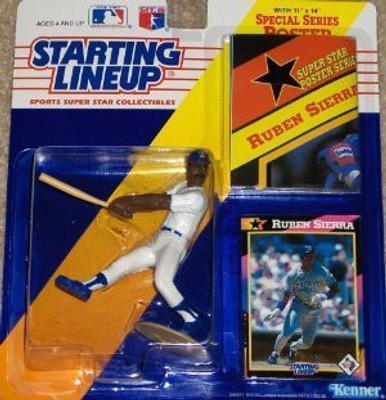 AGES 4 AND UP
WITH 11" x 14"
SPECIAL SERIES
POSTER
STARTING
LINEUP
SPORTS SUPER STAR COLLECTIBLES
SUPER STAR
POSTER SERIES
RUBEN SIERRA
RUBEN SIERRA
STARTING
LINEUP
Kenner